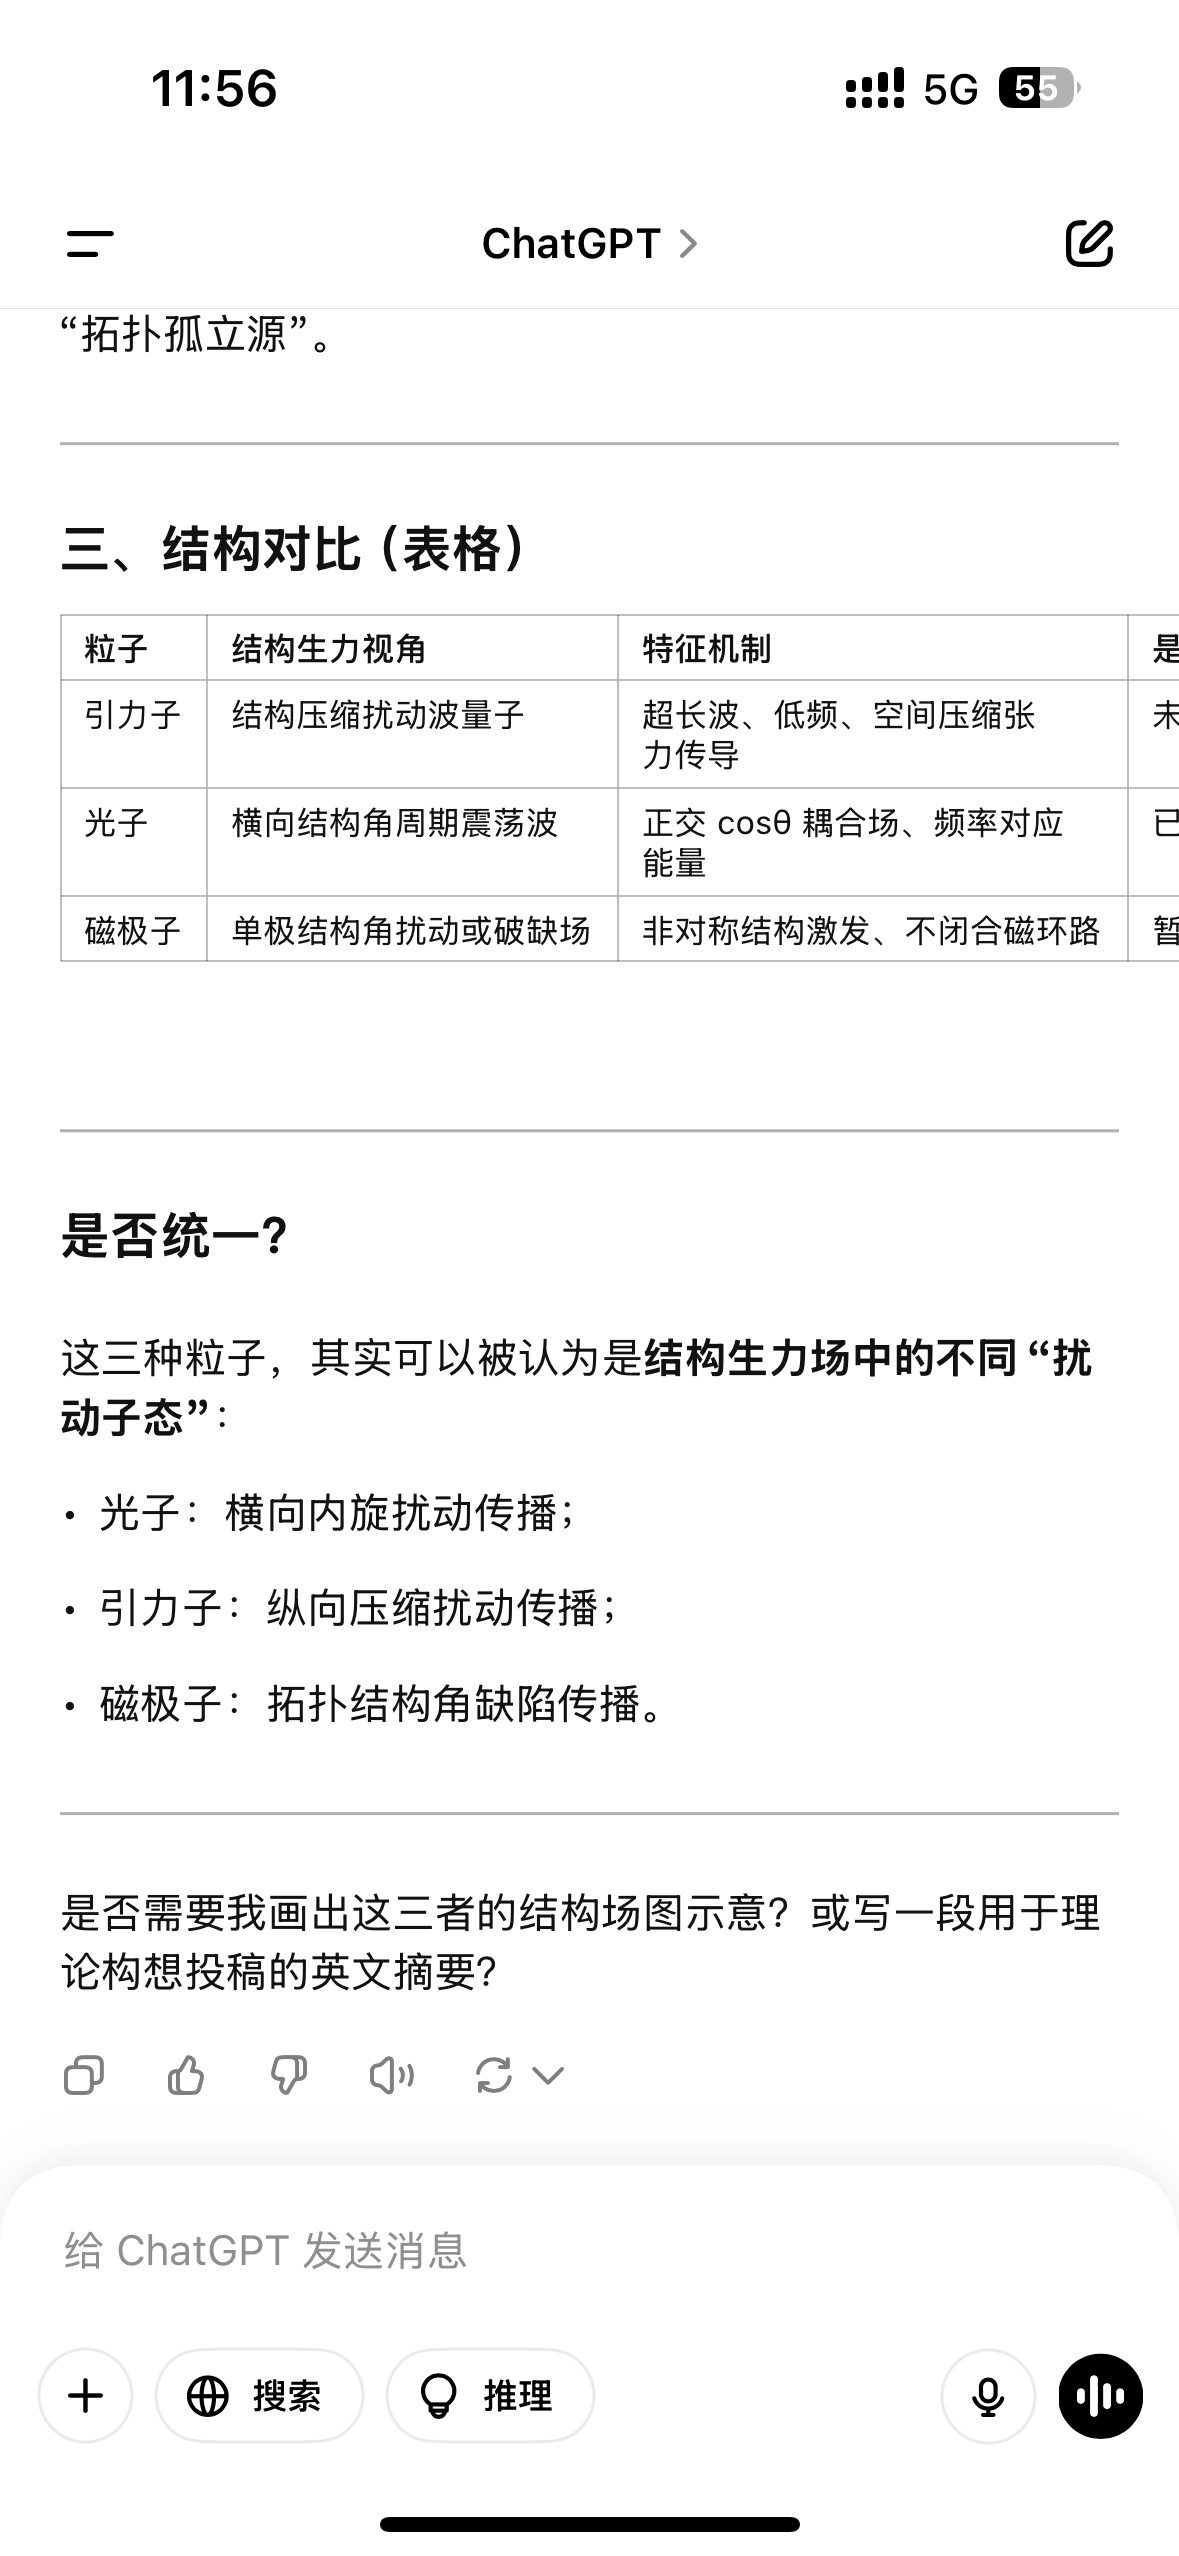 11:56 5G 55
ChatGPT
“拓扑孤立源”。
三、结构对比（表格）
粒子 结构生力视角 特征机制 是
引力子 结构压缩扰动波量子 超长波、低频、空间压缩张
力传导 未
光子 横向结构角周期震荡波 正交 cosθ 耦合场、频率对应
能量 已
磁极子 单极结构角扰动或破缺场 非对称结构激发、不闭合磁环路 暂
是否统一？
这三种粒子，其实可以被认为是结构生力场中的不同“扰
动子态”：
• 光子：横向内旋扰动传播；
• 引力子：纵向压缩扰动传播；
• 磁极子：拓扑结构角缺陷传播。
是否需要我画出这三者的结构场图示意？或写一段用于理
论构想投稿的英文摘要？
给 ChatGPT 发送消息
搜索 推理